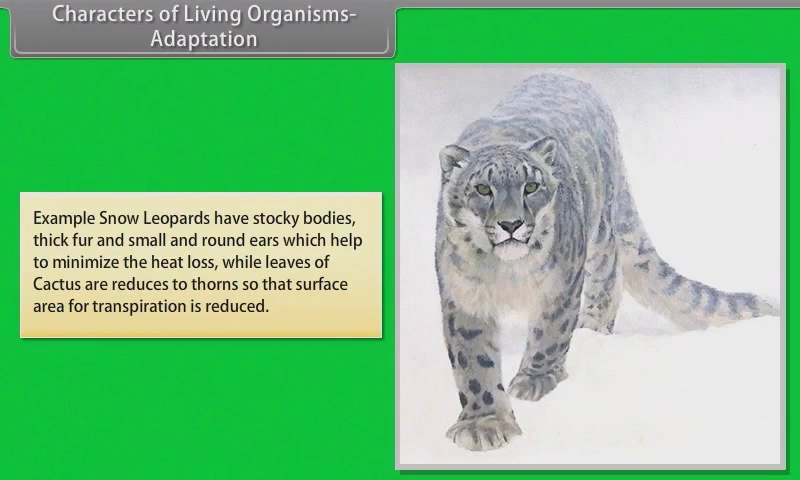 Characters of Living Organisms-
Adaptation
Example Snow Leopards have stocky bodies,
thick fur and small and round ears which help
to minimize the heat loss, while leaves of
Cactus are reduces to thorns so that surface
area for transpiration is reduced.